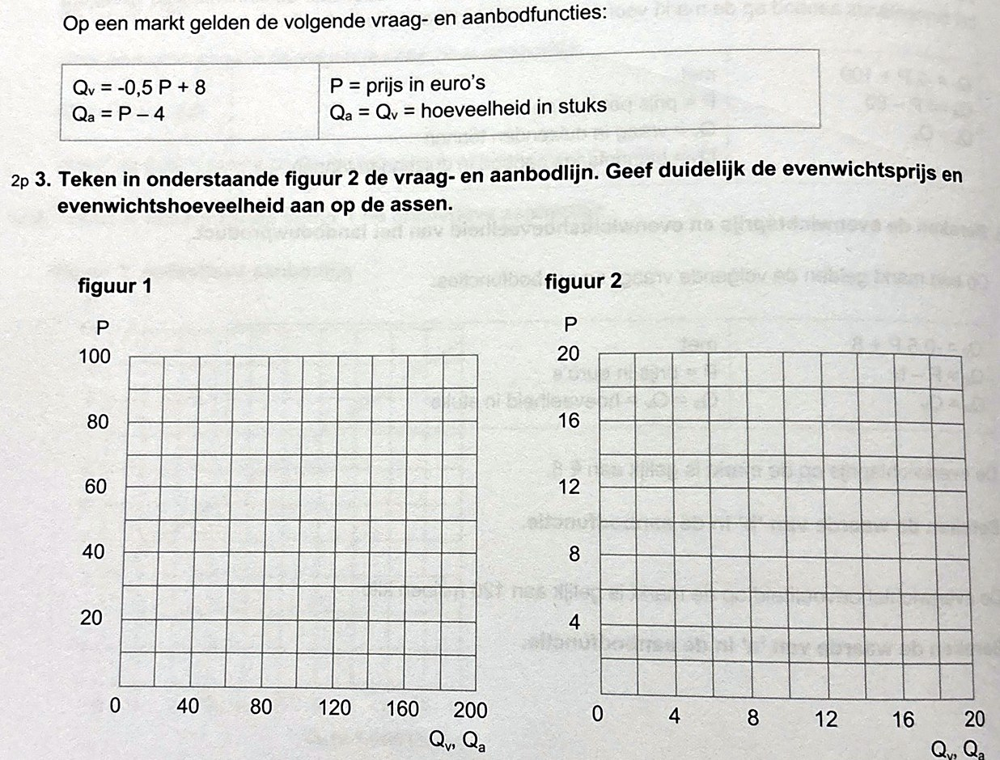 Op een markt gelden de volgende vraag- en aanbodfuncties:
Qv = -0,5 P + 8
Qa = P – 4
P = prijs in euro's
Qa = Qv = hoeveelheid in stuks
2p 3. Teken in onderstaande figuur 2 de vraag- en aanbodlijn. Geef duidelijk de evenwichtsprijs en
evenwichtshoeveelheid aan op de assen.
figuur 1
P
100
80
60
40
20
0 40 80 120 160 200
Qv, Qa
figuur 2
P
20
16
12
8
4
0 4 8 12 16 20
Qv, Qa